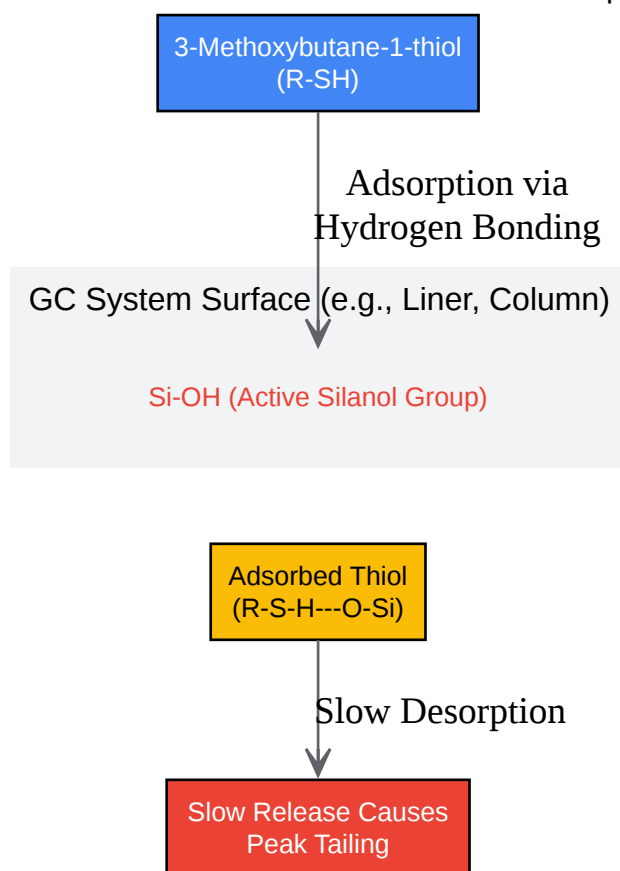 3-Methoxybutane-1-thiol
(R-SH)
Adsorption via
Hydrogen Bonding
GC System Surface (e.g., Liner, Column)
Si-OH (Active Silanol Group)
Adsorbed Thiol
(R-S-H---O-Si)
Slow Desorption
Slow Release Causes
Peak Tailing